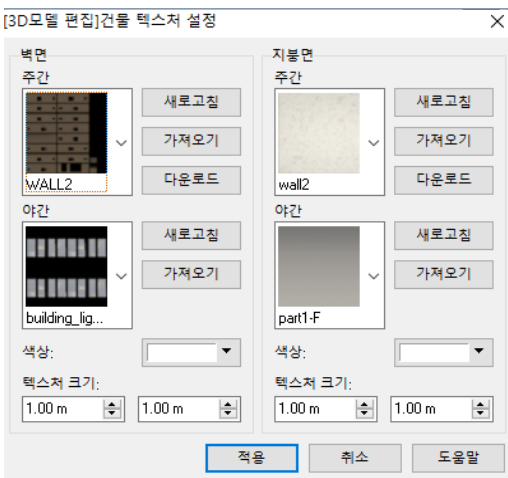 [3D모델 편집]건물 텍스처 설정
벽면
주간
WALL2
새로고침
가져오기
다운로드
야간
building_lig...
새로고침
가져오기
색상:
텍스처 크기:
1.00 m
1.00 m
지붕면
주간
wall2
새로고침
가져오기
다운로드
야간
part1-F
새로고침
가져오기
색상:
텍스처 크기:
1.00 m
1.00 m
적용
취소
도움말